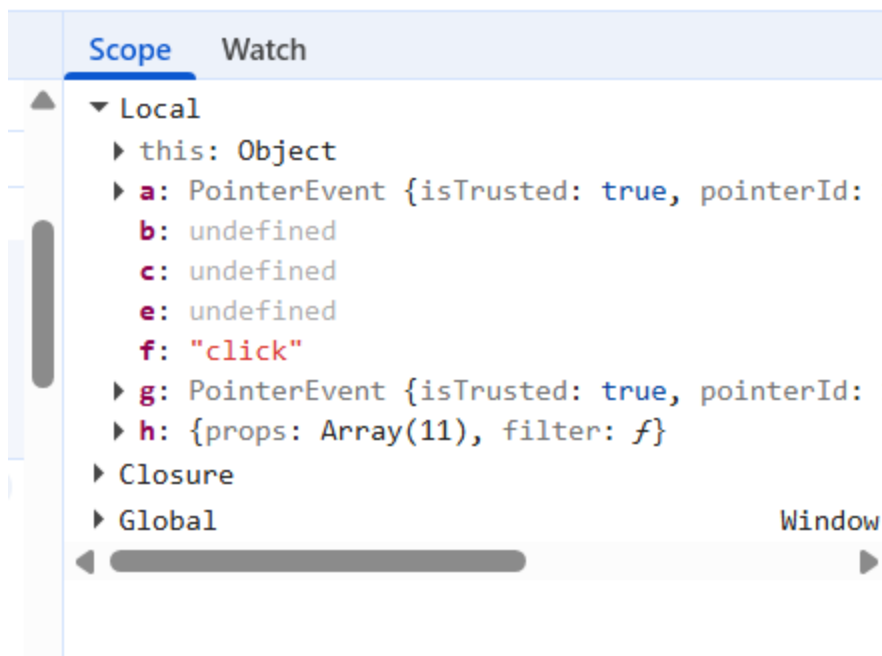 Scope Watch
Local
this: Object
a: PointerEvent {isTrusted: true, pointerId:
b: undefined
c: undefined
e: undefined
f: "click"
g: PointerEvent {isTrusted: true, pointerId:
h: {props: Array(11), filter: ƒ}
Closure
Global Window